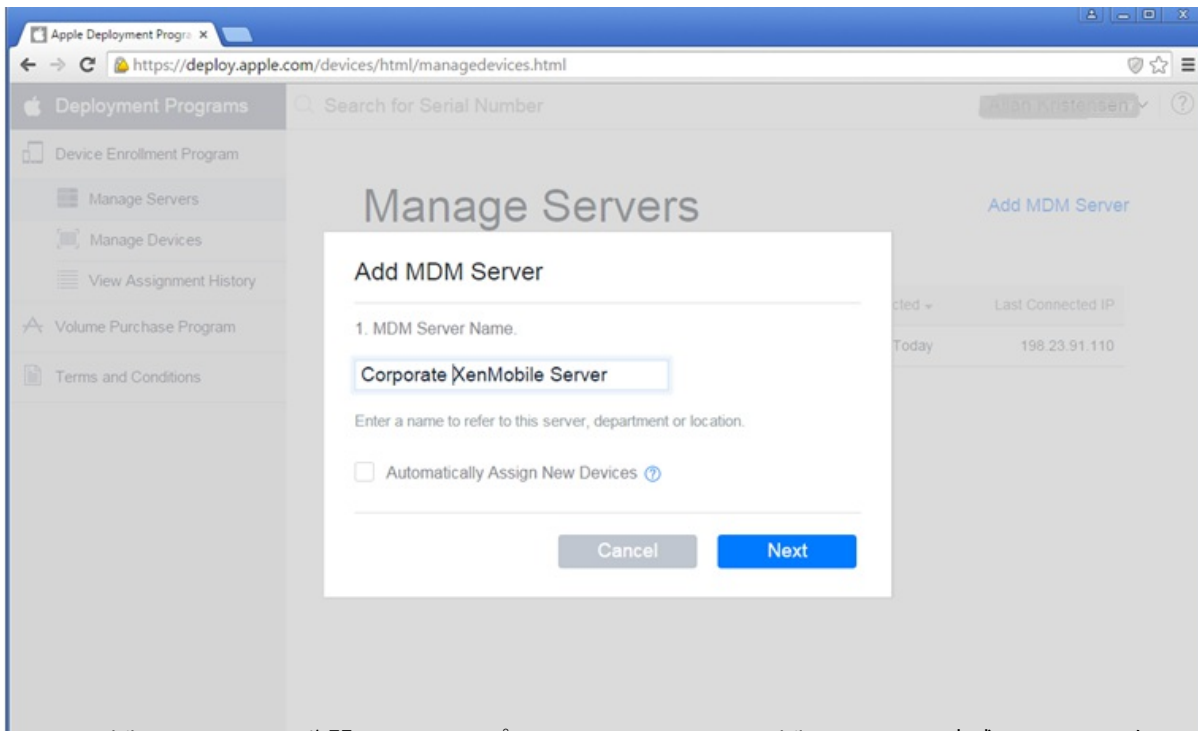 Apple Deployment Progra
https://deploy.apple.com/devices/html/managedevices.html
Deployment Programs
Search for Serial Number
Allan Kristensen
Device Enrollment Program
Manage Servers
Manage Devices
View Assignment History
Volume Purchase Program
Terms and Conditions
Manage Servers
Add MDM Server
cted
Last Connected IP
Today
198.23.91.110
Add MDM Server
1. MDM Server Name.
Corporate XenMobile Server
Enter a name to refer to this server, department or location.
Automatically Assign New Devices
Cancel
Next